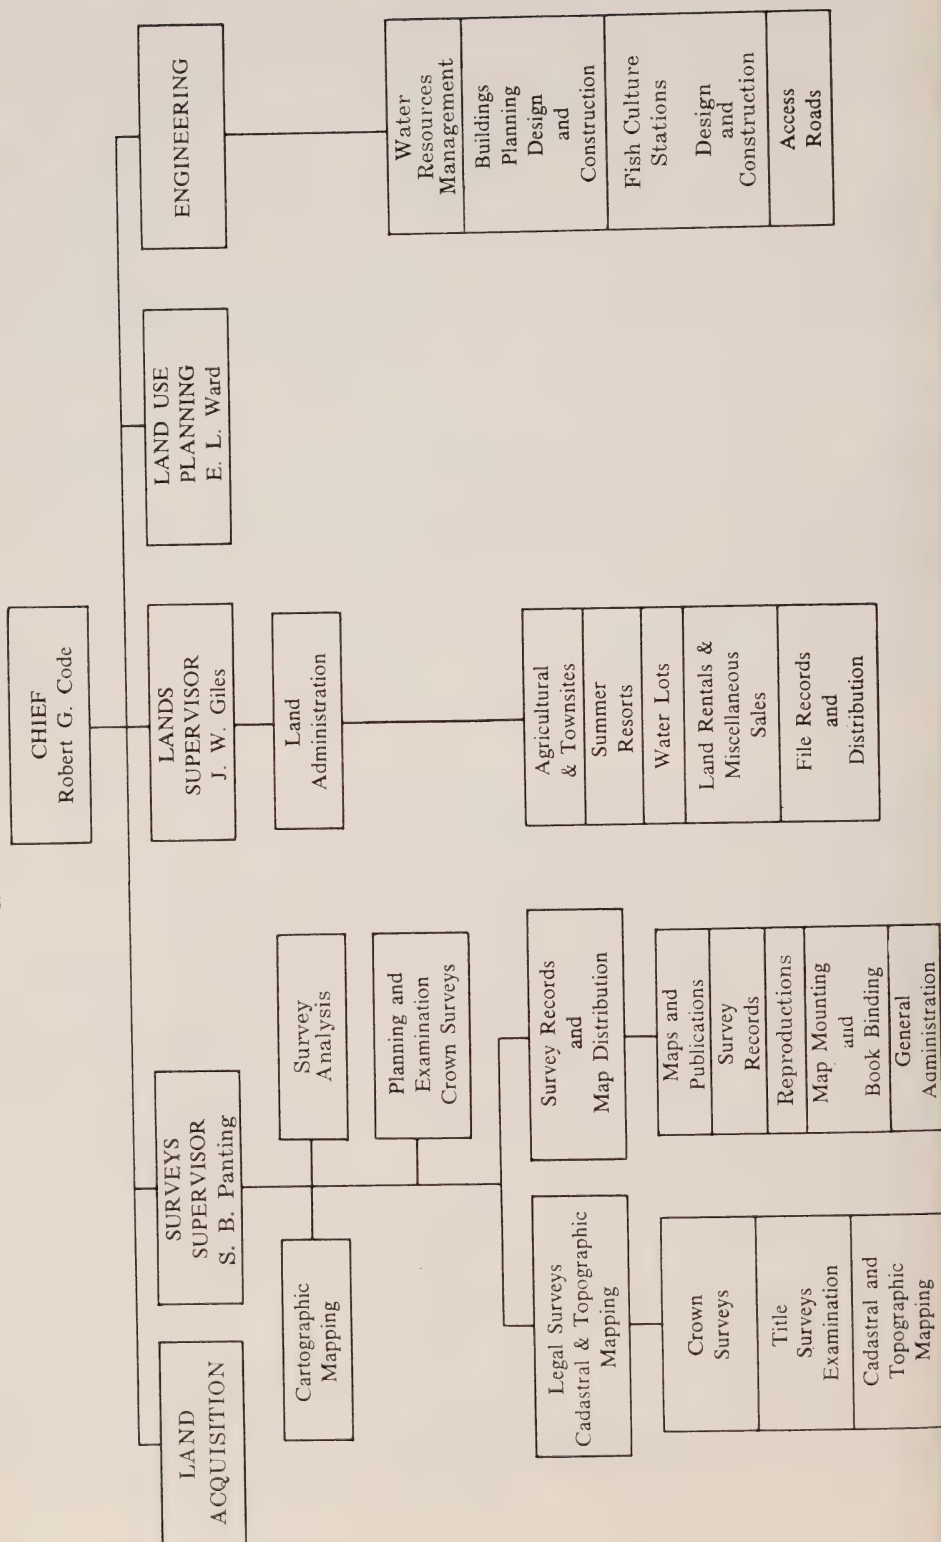 CHIEF
Robert G. Code
LAND
ACQUISITION
SURVEYS
SUPERVISOR
S. B. Panting
LANDS
SUPERVISOR
J. W. Giles
LAND USE
PLANNING
E. L. Ward
ENGINEERING
Cartographic
Mapping
Survey
Analysis
Planning and
Examination
Crown Surveys
Legal Surveys
Cadastral & Topographic
Mapping
Crown
Surveys
Title
Surveys
Examination
Cadastral and
Topographic
Mapping
Survey Records
and
Map Distribution
Maps and
Publications
Survey
Records
Reproductions
Map Mounting
and
Book Binding
General
Administration
Land
Administration
Agricultural
& Townsites
Summer
Resorts
Water Lots
Land Rentals &
Miscellaneous
Sales
File Records
and
Distribution
Water
Resources
Management
Buildings
Planning
Design
and
Construction
Fish Culture
Stations
Design
and
Construction
Access
Roads